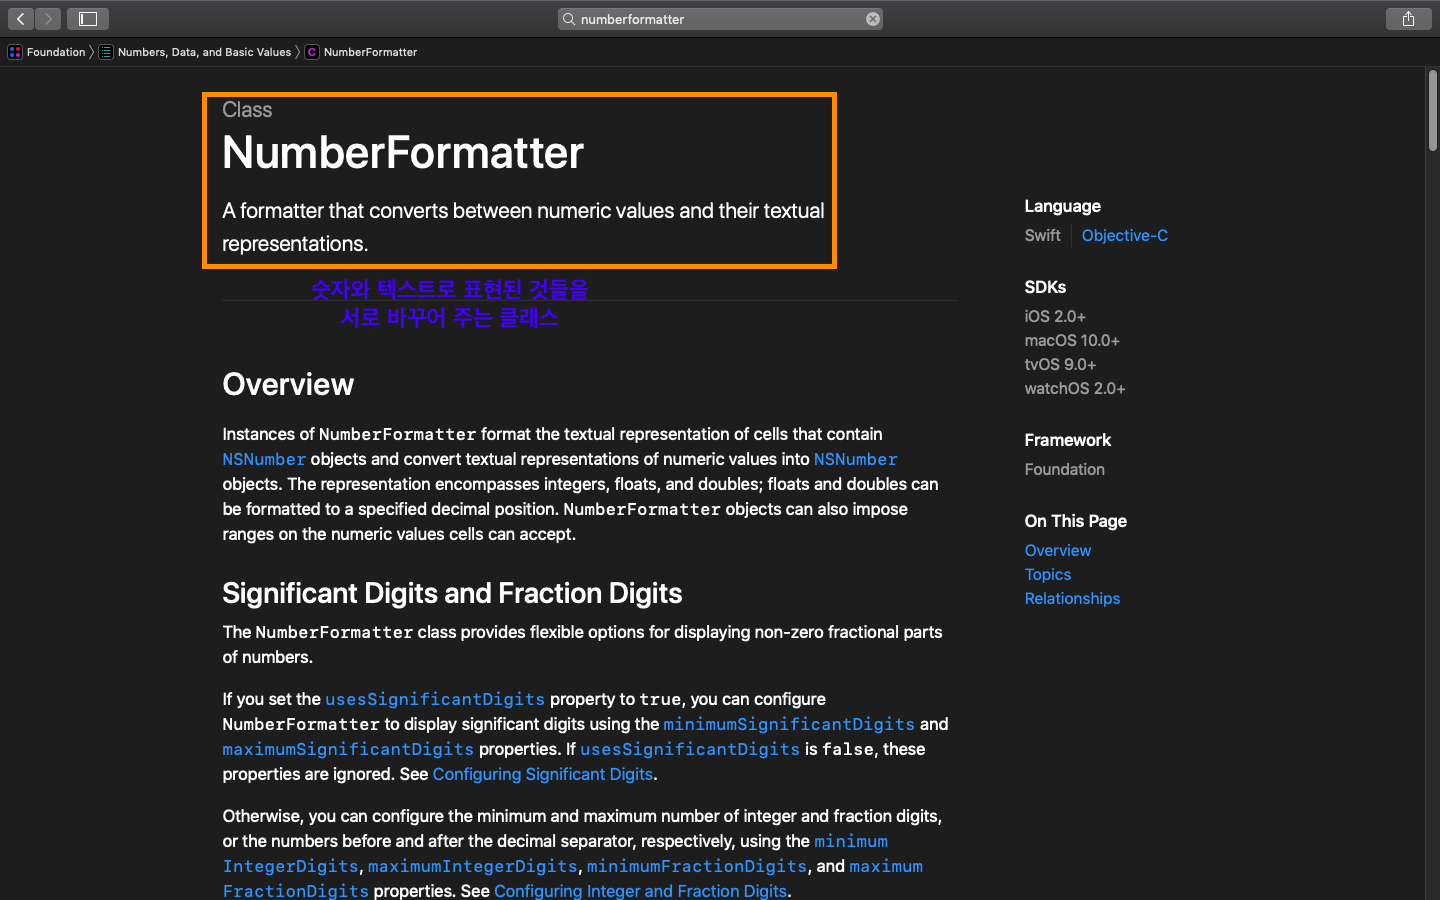 numberformatter
Foundation
Numbers, Data, and Basic Values
C NumberFormatter
Class
NumberFormatter
A formatter that converts between numeric values and their textual
representations.
숫자와 텍스트로 표현된 것들을
서로 바꾸어 주는 클래스
Overview
Instances of NumberFormatter format the textual representation of cells that contain
NSNumber objects and convert textual representations of numeric values into NSNumber
objects. The representation encompasses integers, floats, and doubles; floats and doubles can
be formatted to a specified decimal position. NumberFormatter objects can also impose
ranges on the numeric values cells can accept.
Significant Digits and Fraction Digits
The NumberFormatter class provides flexible options for displaying non-zero fractional parts
of numbers.
If you set the usesSignificantDigits property to true, you can configure
NumberFormatter to display significant digits using the minimumSignificantDigits and
maximumSignificantDigits properties. If usesSignificantDigits is false, these
properties are ignored. See Configuring Significant Digits.
Otherwise, you can configure the minimum and maximum number of integer and fraction digits,
or the numbers before and after the decimal separator, respectively, using the minimum
IntegerDigits, maximumIntegerDigits, minimumFractionDigits, and maximum
FractionDigits properties. See Configuring Integer and Fraction Digits.
Language
Swift
Objective-C
SDKs
iOS 2.0+
macOS 10.0+
tvOS 9.0+
watchOS 2.0+
Framework
Foundation
On This Page
Overview
Topics
Relationships